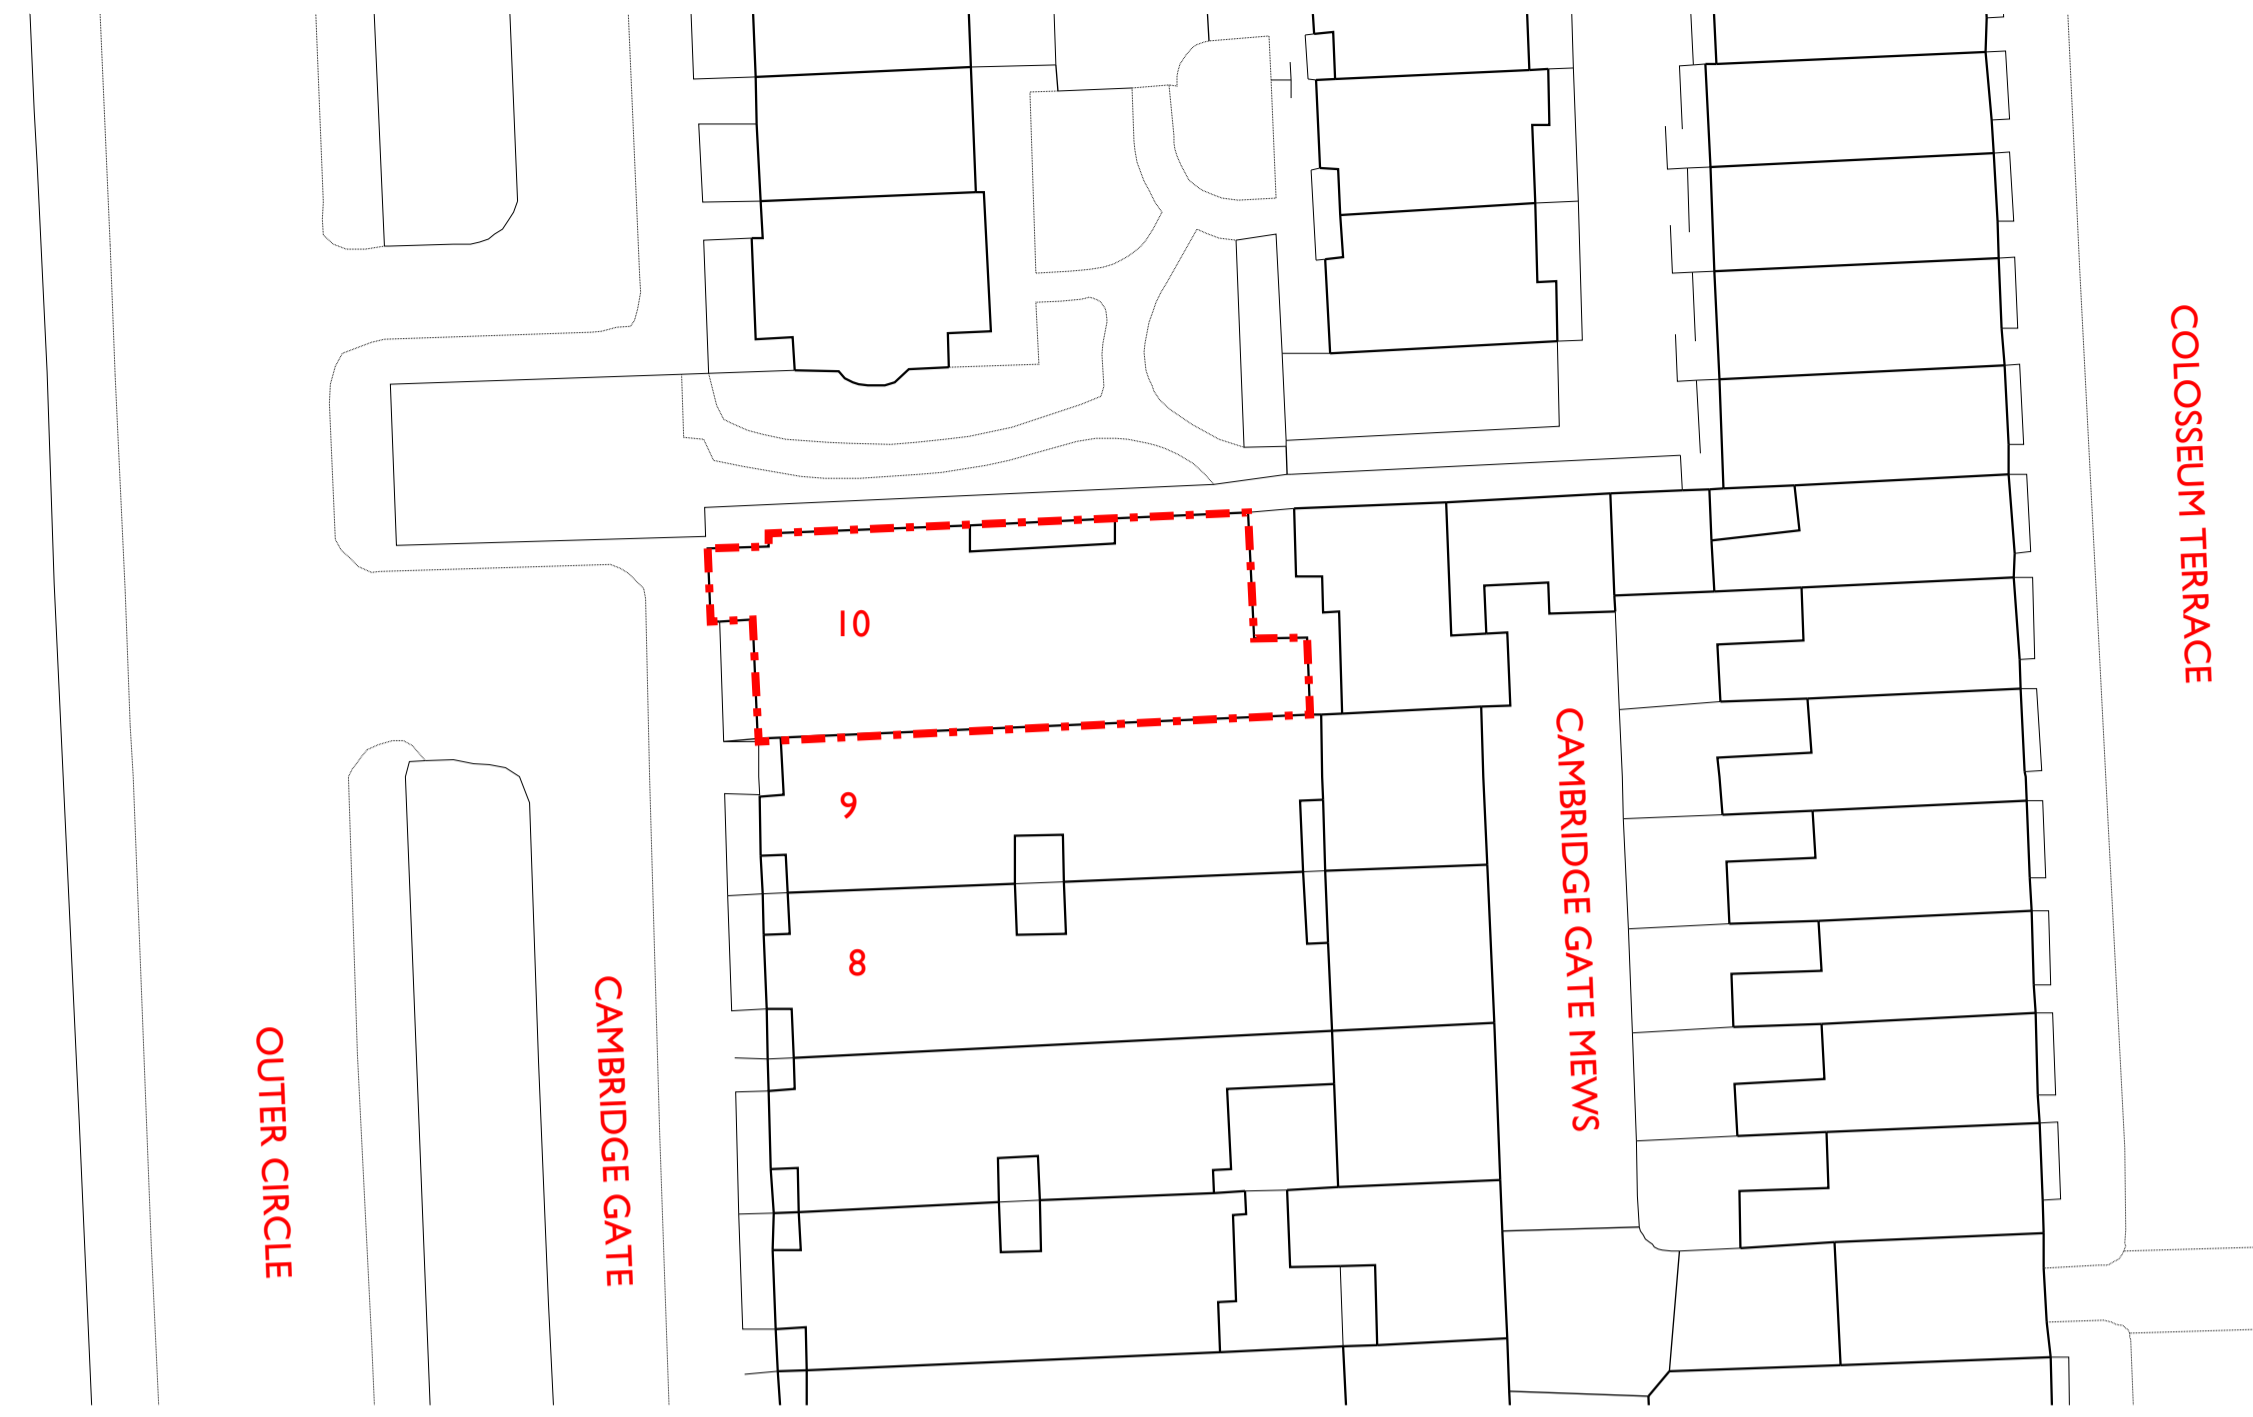 COLOSSEUM TERRACE
10
CAMBRIDGE GATE MEWS
9
8
CAMBRIDGE GATE
OUTER CIRCLE